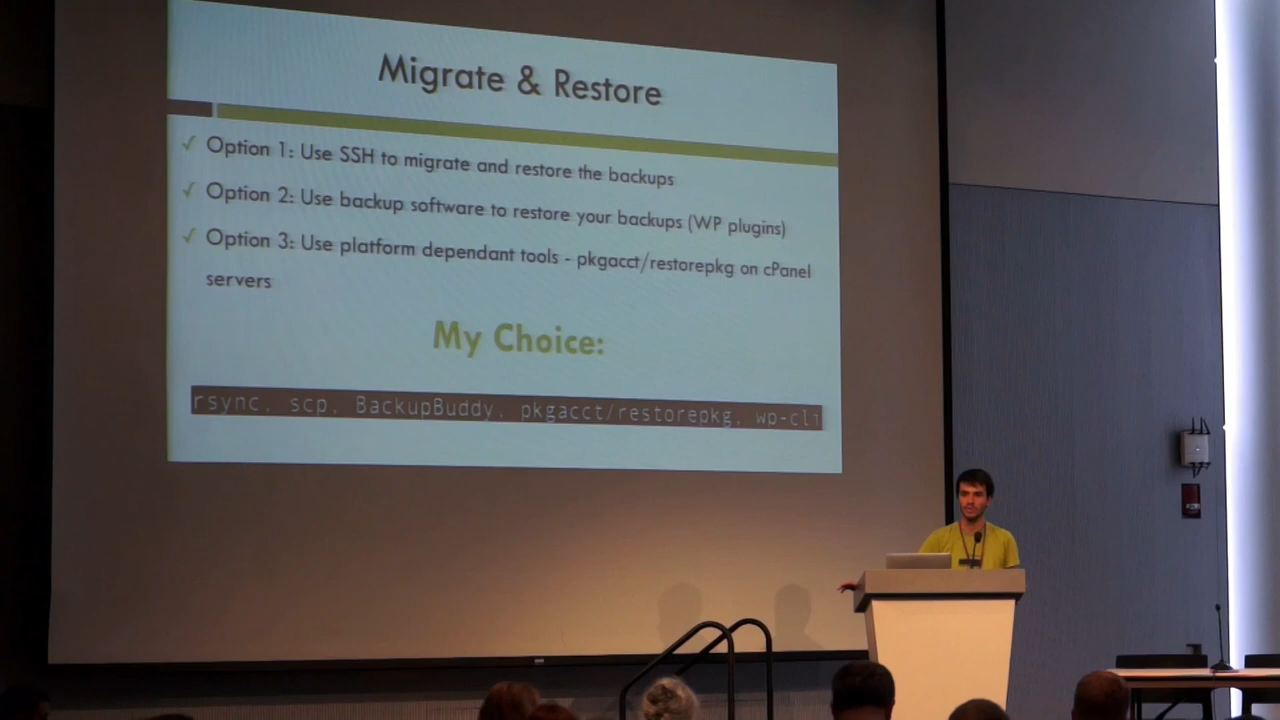 Migrate & Restore
✓ Option 1: Use SSH to migrate and restore the backups
✓ Option 2: Use backup software to restore your backups (WP plugins)
✓ Option 3: Use platform dependant tools - pkgacct/restorepkg on cPanel
servers
My Choice:
rsync, scp, BackupBuddy, pkgacct/restorepkg, wp-cli